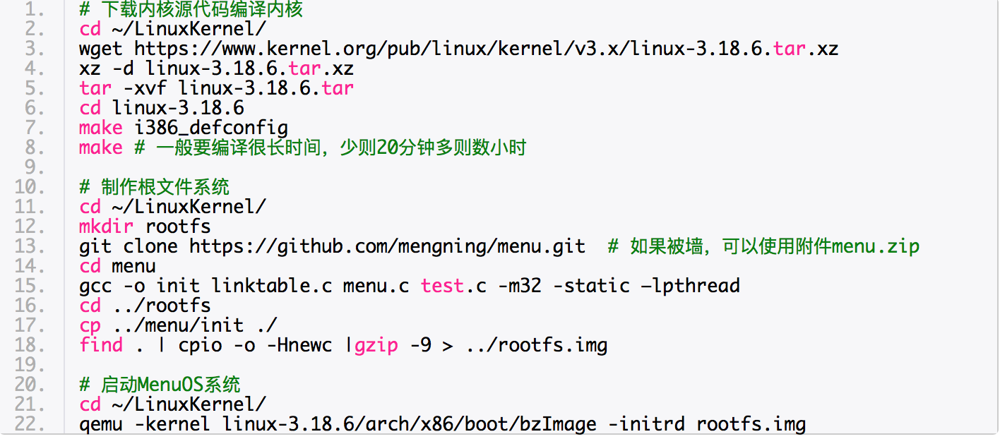 1. # 下载内核源代码编译内核
2. cd ~/LinuxKernel/
3. wget https://www.kernel.org/pub/linux/kernel/v3.x/linux-3.18.6.tar.xz
4. xz -d linux-3.18.6.tar.xz
5. tar -xvf linux-3.18.6.tar
6. cd linux-3.18.6
7. make i386_defconfig
8. make # 一般要编译很长时间，少则20分钟多则数小时
9.
10. # 制作根文件系统
11. cd ~/LinuxKernel/
12. mkdir rootfs
13. git clone https://github.com/mengning/menu.git  # 如果被墙，可以使用附件menu.zip
14. cd menu
15. gcc -o init linktable.c menu.c test.c -m32 -static –lpthread
16. cd ../rootfs
17. cp ../menu/init ./
18. find . | cpio -o -Hnewc |gzip -9 > ../rootfs.img
19.
20. # 启动MenuOS系统
21. cd ~/LinuxKernel/
22. qemu -kernel linux-3.18.6/arch/x86/boot/bzImage -initrd rootfs.img